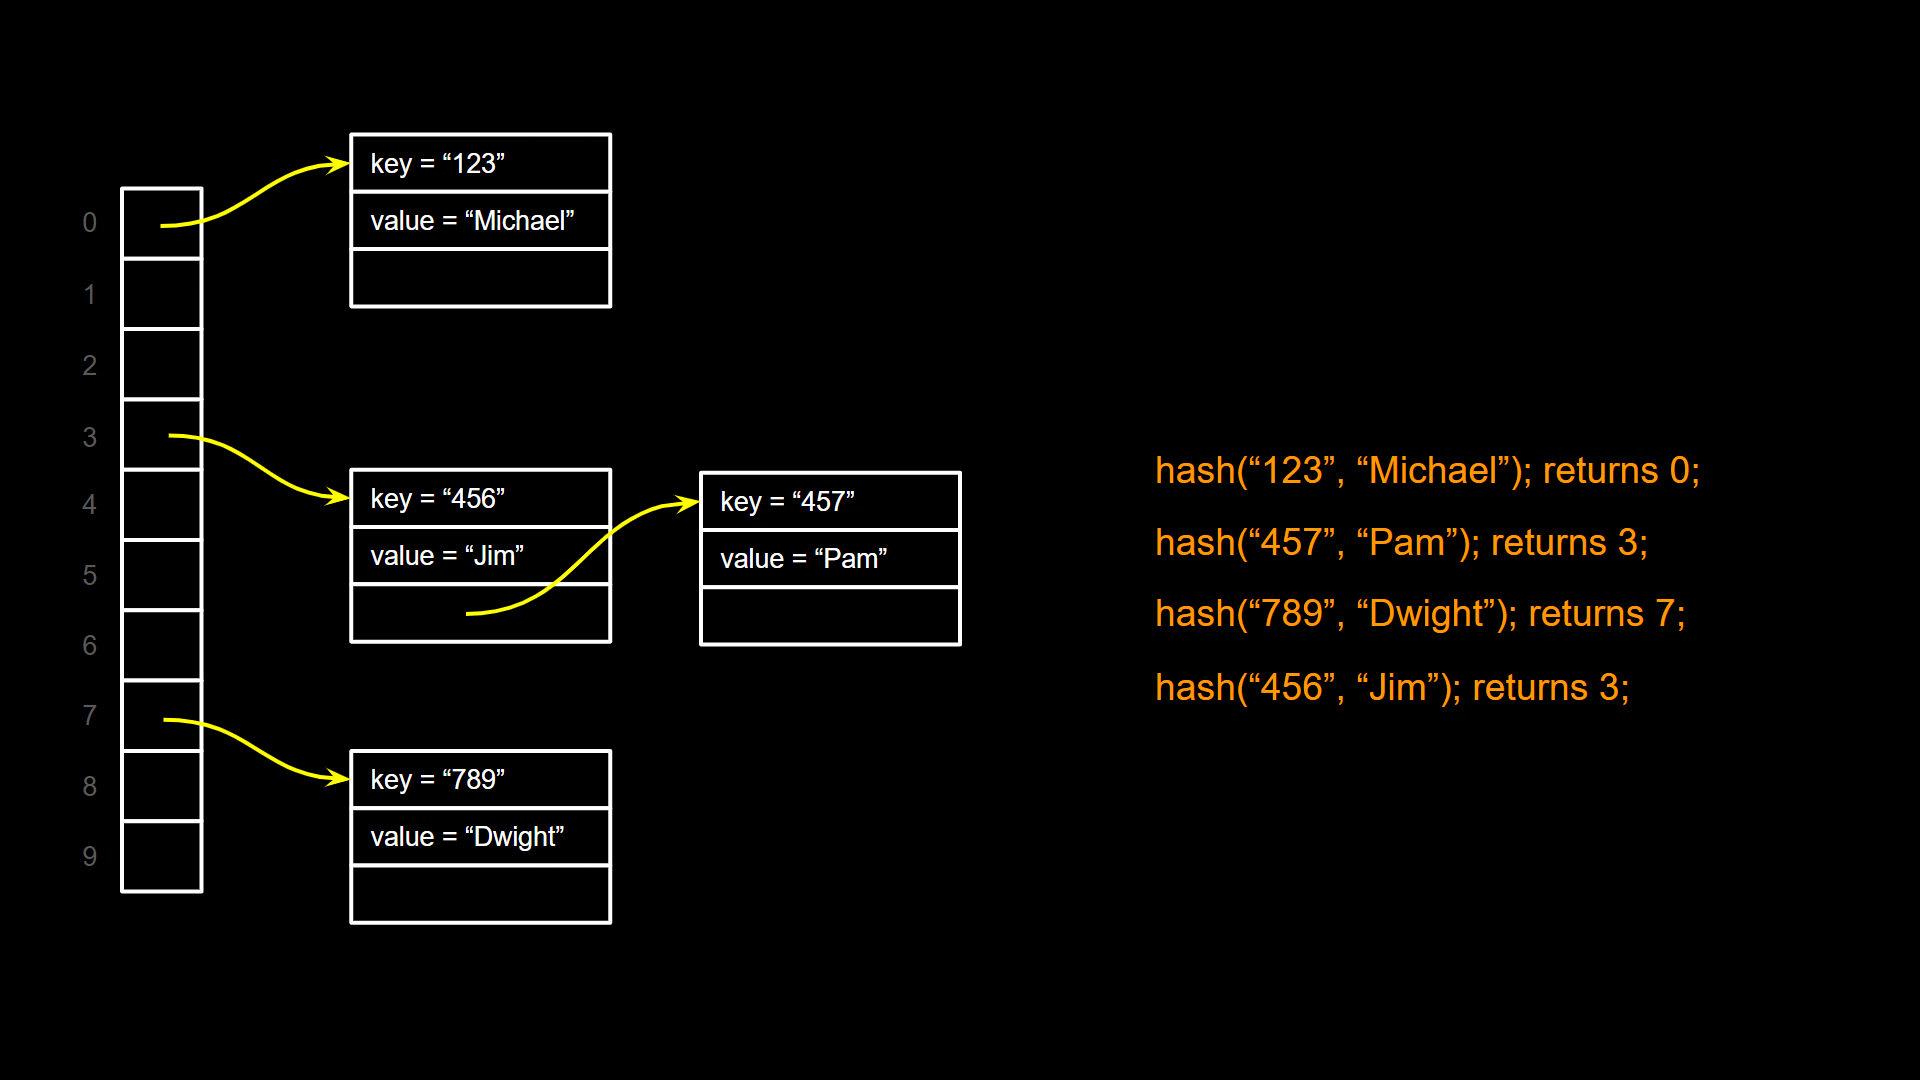 0
1
2
3
4
5
6
7
8
9
key = “123”
value = “Michael”
key = “456”
value = “Jim”
key = “457”
value = “Pam”
key = “789”
value = “Dwight”
hash(“123”, “Michael”); returns 0;
hash(“457”, “Pam”); returns 3;
hash(“789”, “Dwight”); returns 7;
hash(“456”, “Jim”); returns 3;